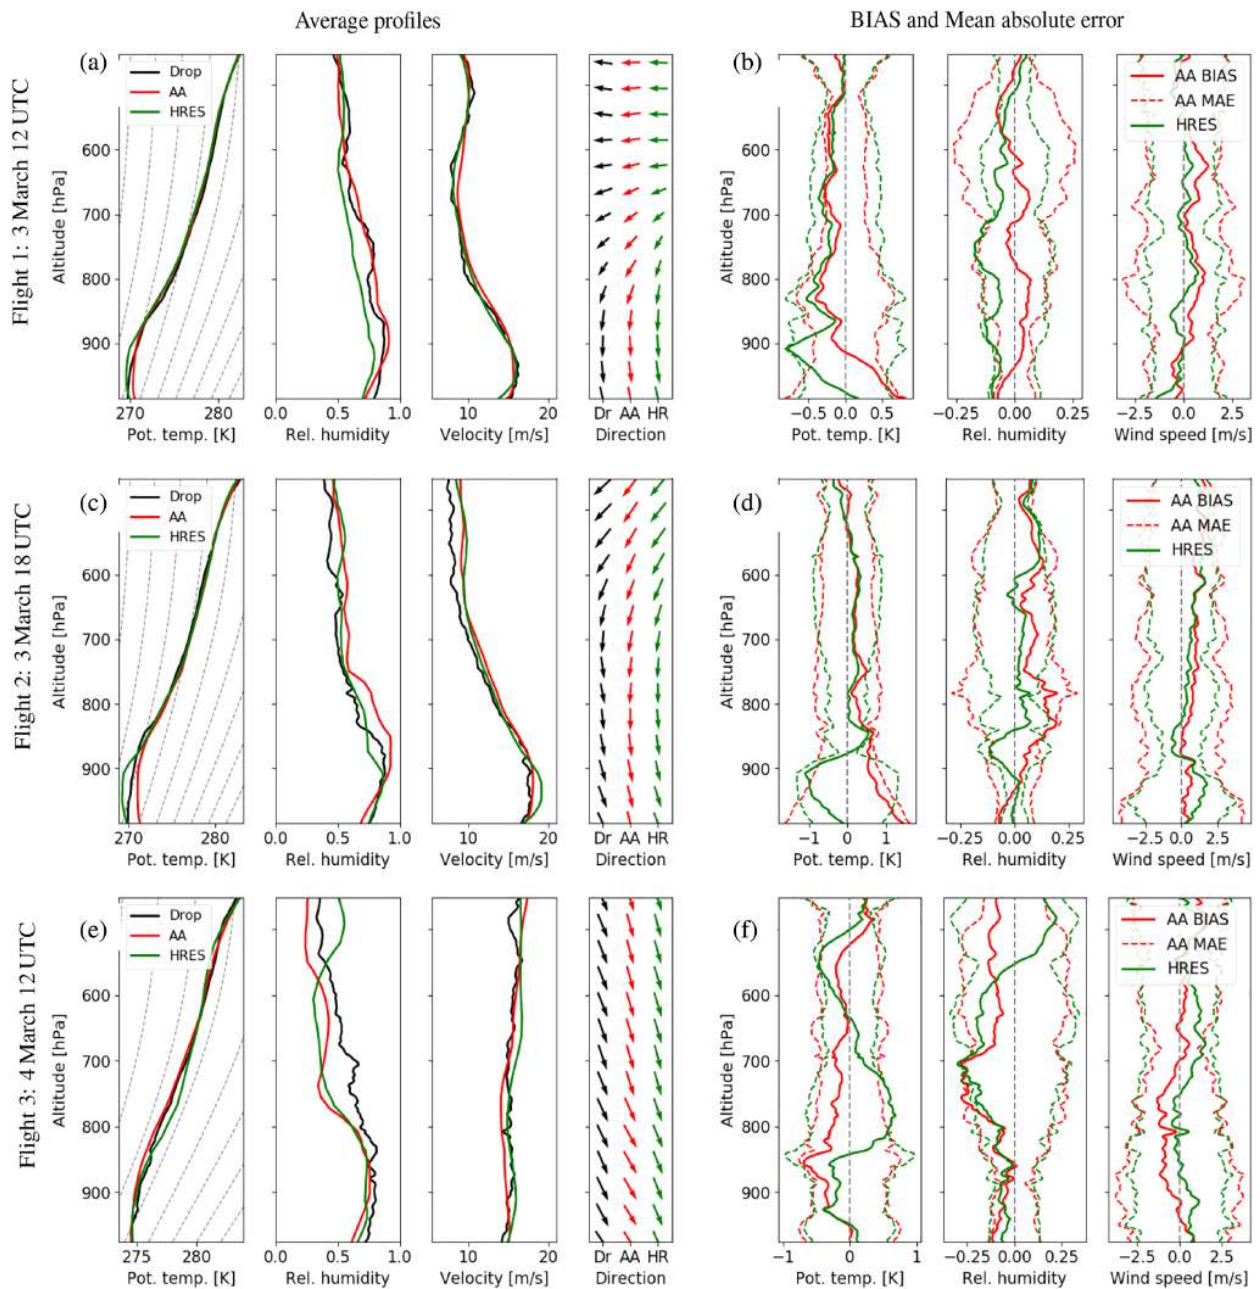 Average profiles
BIAS and Mean absolute error
Flight 1: 3 March 12 UTC
(a)
Drop
AA
HRES
(b)
AA BIAS
AA MAE
HRES
Altitude [hPa]
600
700
800
900
Altitude [hPa]
600
700
800
900
270 280
0.0 0.5 1.0
10 20
Dr AA HR
−0.5 0.0 0.5
−0.25 0.00 0.25
−2.5 0.0 2.5
Pot. temp. [K]
Rel. humidity
Velocity [m/s]
Direction
Pot. temp. [K]
Rel. humidity
Wind speed [m/s]
Flight 2: 3 March 18 UTC
(c)
Drop
AA
HRES
(d)
AA BIAS
AA MAE
HRES
Altitude [hPa]
600
700
800
900
Altitude [hPa]
600
700
800
900
270 280
0.0 0.5 1.0
10 20
Dr AA HR
−1 0 1
−0.25 0.00 0.25
−2.5 0.0 2.5
Pot. temp. [K]
Rel. humidity
Velocity [m/s]
Direction
Pot. temp. [K]
Rel. humidity
Wind speed [m/s]
Flight 3: 4 March 12 UTC
(e)
Drop
AA
HRES
(f)
AA BIAS
AA MAE
HRES
Altitude [hPa]
600
700
800
900
Altitude [hPa]
600
700
800
900
275 280
0.0 0.5 1.0
10 20
Dr AA HR
−1 0 1
−0.25 0.00 0.25
−2.5 0.0 2.5
Pot. temp. [K]
Rel. humidity
Velocity [m/s]
Direction
Pot. temp. [K]
Rel. humidity
Wind speed [m/s]